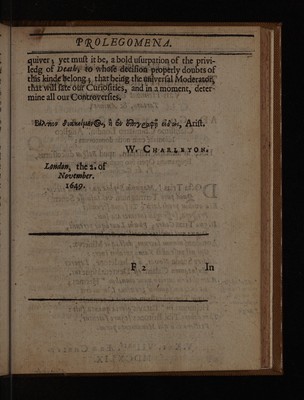 PROLEGOMENA.
quiver; yet must it be, a bold usurpation of the privi-
ledg of Death, to whose decision properly doubts of
this kinde belong, that being the universal Moderator,
that will sate our Curiosities, and in a moment, deter-
mine all our Controversies.
Arist.
W. CHARLETON.
London, the 2. of
November.
1649.
F 2 In